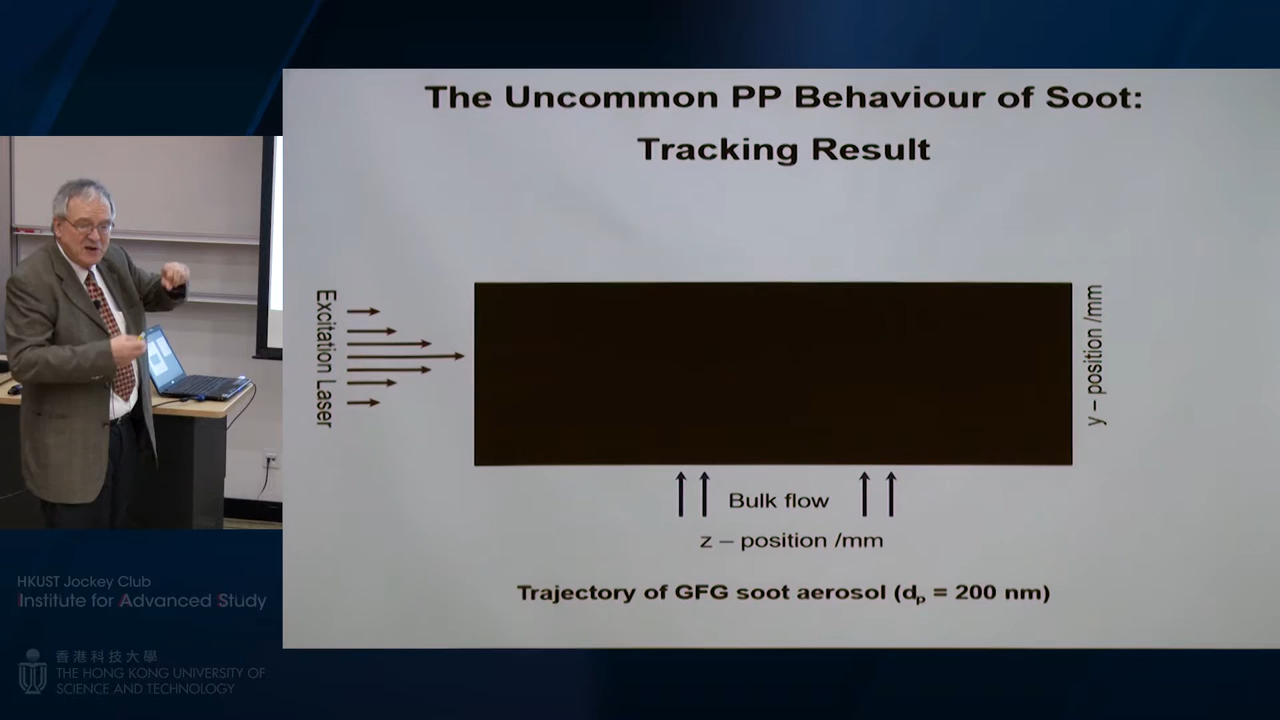 The Uncommon PP Behaviour of Soot:
Tracking Result
Excitation Laser
y – position /mm
Bulk flow
z – position /mm
Trajectory of GFG soot aerosol (dp = 200 nm)
HKUST Jockey Club
Institute for Advanced Study
香港科技大學
THE HONG KONG UNIVERSITY OF
SCIENCE AND TECHNOLOGY